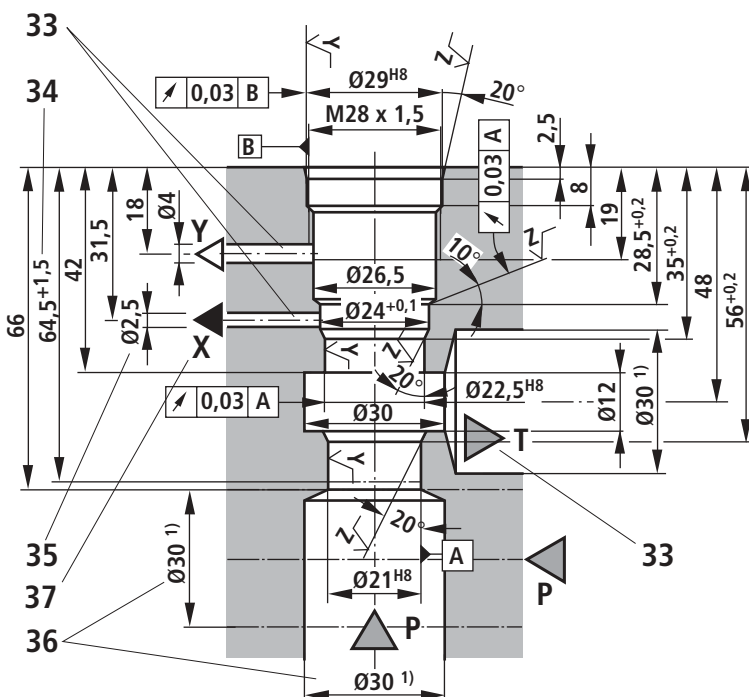 33
Y
Z
0,03 B
Ø29H8
20°
M28 x 1,5
34
B
0,03 A
2,5
8
18
Ø4
Y
19
28,5+0,2
35+0,2
48
56+0,2
Z
10°
31,5
42
64,5+1,5
66
Ø26,5
Ø24+0,1
Ø2,5
X
Y
Z
20°
Ø22,5H8
0,03 A
Ø30
Ø12
Ø30 1)
T
Y
35
Z
20°
33
A
Ø30 1)
37
Ø21H8
P
36
P
Ø30 1)